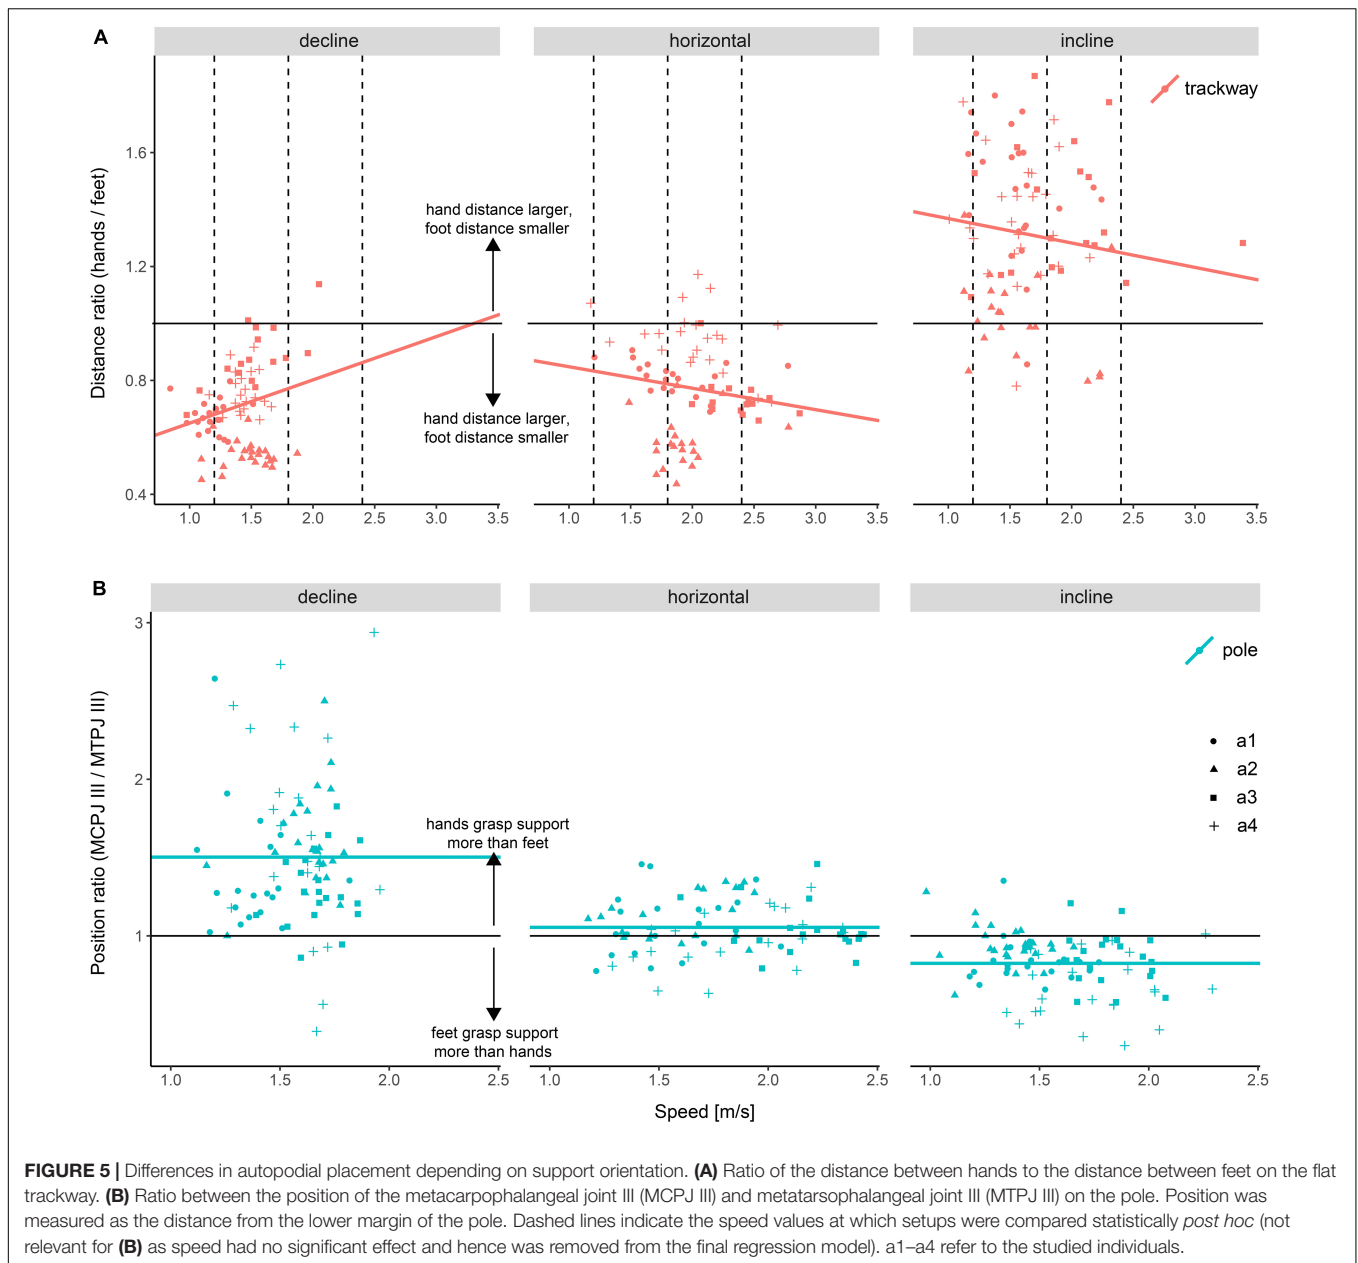 A
decline
horizontal
incline
trackway
Distance ratio (hands / feet)
1.6
1.2
0.8
0.4
hand distance larger,
foot distance smaller
hand distance larger,
foot distance smaller
1.0 1.5 2.0 2.5 3.0 3.5
1.0 1.5 2.0 2.5 3.0 3.5
1.0 1.5 2.0 2.5 3.0 3.5
B
decline
horizontal
incline
pole
a1
a2
a3
a4
Position ratio (MCPJ III / MTPJ III)
3
2
1
hands grasp support
more than feet
feet grasp support
more than hands
1.0 1.5 2.0 2.5
1.0 1.5 2.0 2.5
1.0 1.5 2.0 2.5
Speed [m/s]
FIGURE 5 | Differences in autopodial placement depending on support orientation. (A) Ratio of the distance between hands to the distance between feet on the flat
trackway. (B) Ratio between the position of the metacarpophalangeal joint III (MCPJ III) and metatarsophalangeal joint III (MTPJ III) on the pole. Position was
measured as the distance from the lower margin of the pole. Dashed lines indicate the speed values at which setups were compared statistically post hoc (not
relevant for (B) as speed had no significant effect and hence was removed from the final regression model). a1–a4 refer to the studied individuals.